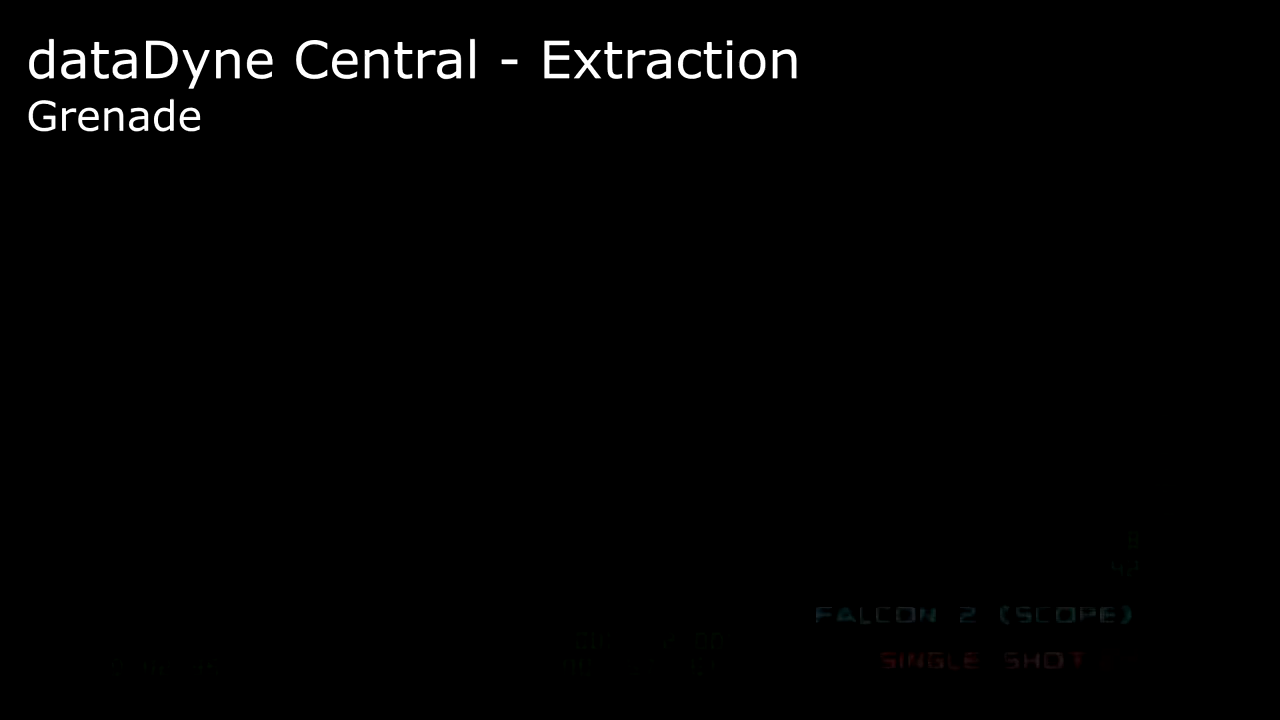 dataDyne Central - Extraction
Grenade
FALCON 2 (SCOPE)
SINGLE SHOT